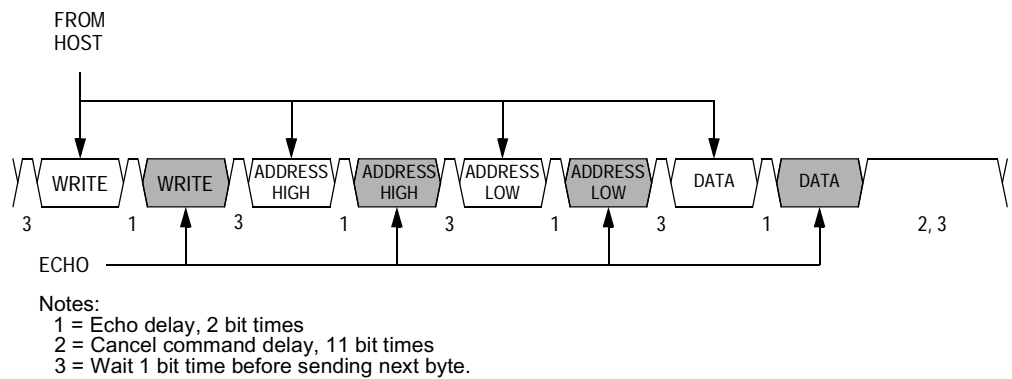 FROM
HOST
WRITE WRITE ADDRESS HIGH ADDRESS HIGH ADDRESS LOW ADDRESS LOW DATA DATA
3 1 3 1 3 1 3 1 2, 3
ECHO
Notes:
1 = Echo delay, 2 bit times
2 = Cancel command delay, 11 bit times
3 = Wait 1 bit time before sending next byte.